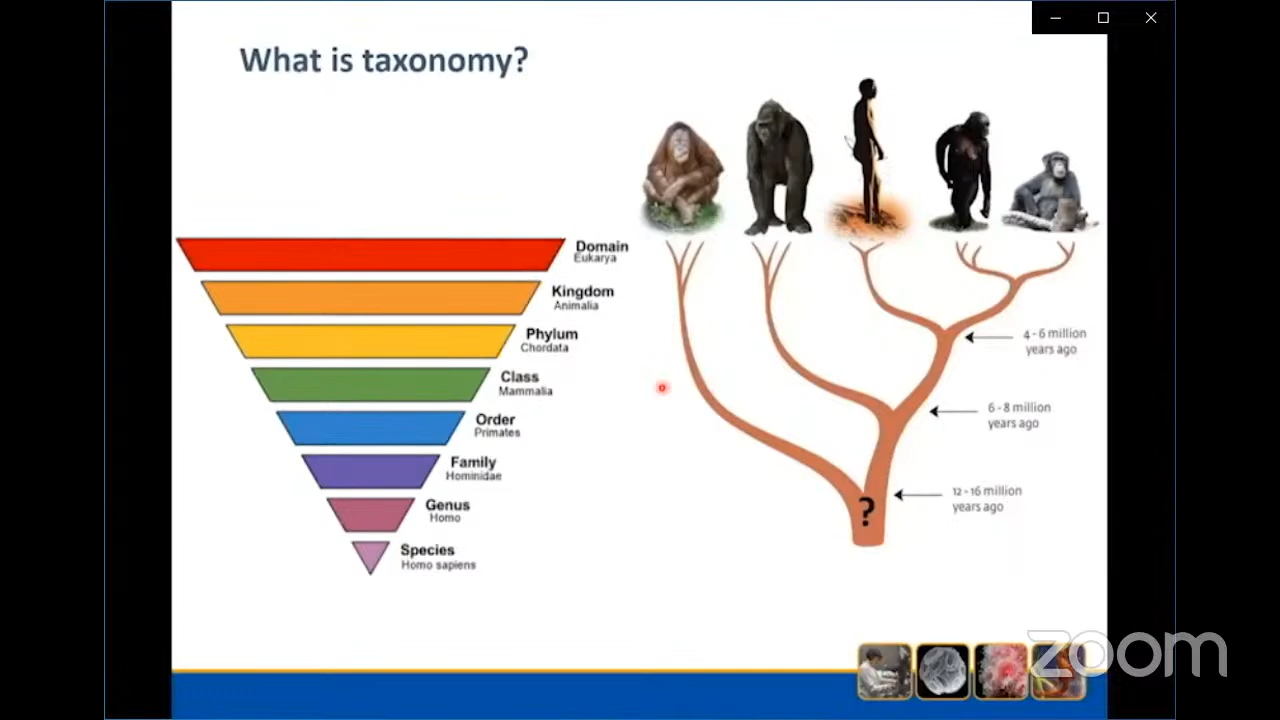 What is taxonomy?
Domain
Eukarya
Kingdom
Animalia
Phylum
Chordata
Class
Mammalia
Order
Primates
Family
Hominidae
Genus
Homo
Species
Homo sapiens
4 - 6 million
years ago
6 - 8 million
years ago
12 - 16 million
years ago
?
zoom